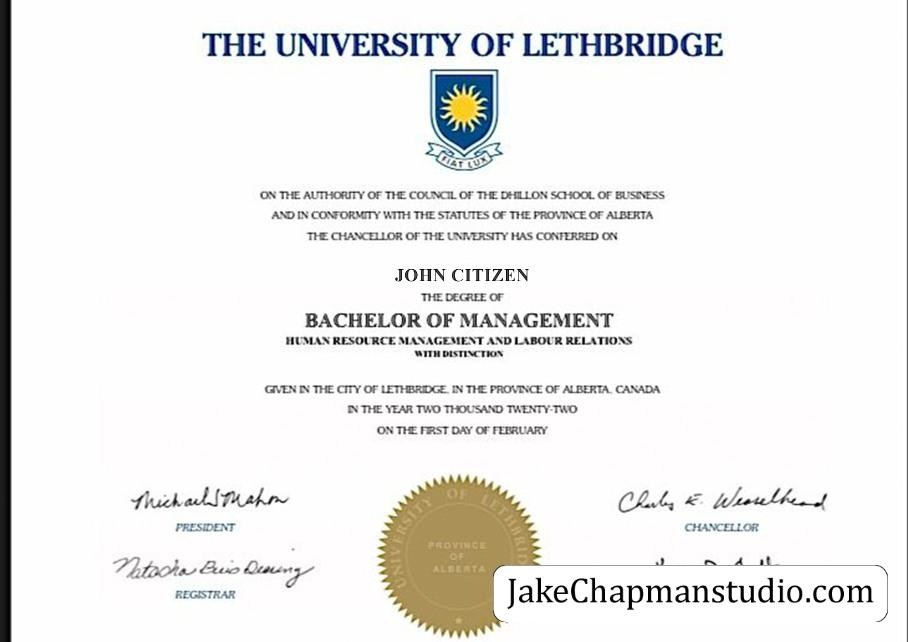 THE UNIVERSITY OF LETHBRIDGE
FIAT LUX
ON THE AUTHORITY OF THE COUNCIL OF THE DHILLON SCHOOL OF BUSINESS
AND IN CONFORMITY WITH THE STATUTES OF THE PROVINCE OF ALBERTA
THE CHANCELLOR OF THE UNIVERSITY HAS CONFERRED ON
JOHN CITIZEN
THE DEGREE OF
BACHELOR OF MANAGEMENT
HUMAN RESOURCE MANAGEMENT AND LABOUR RELATIONS
WITH DISTINCTION
GIVEN IN THE CITY OF LETHBRIDGE, IN THE PROVINCE OF ALBERTA, CANADA
IN THE YEAR TWO THOUSAND TWENTY-TWO
ON THE FIRST DAY OF FEBRUARY
Michael J Mahon
PRESIDENT
Charles E. Weaselhead
CHANCELLOR
Natasha
REGISTRAR
UNIVERSITY OF LETHBRID
PROVINCE
OF
ALBERTA
JakeChapmanstudio.com